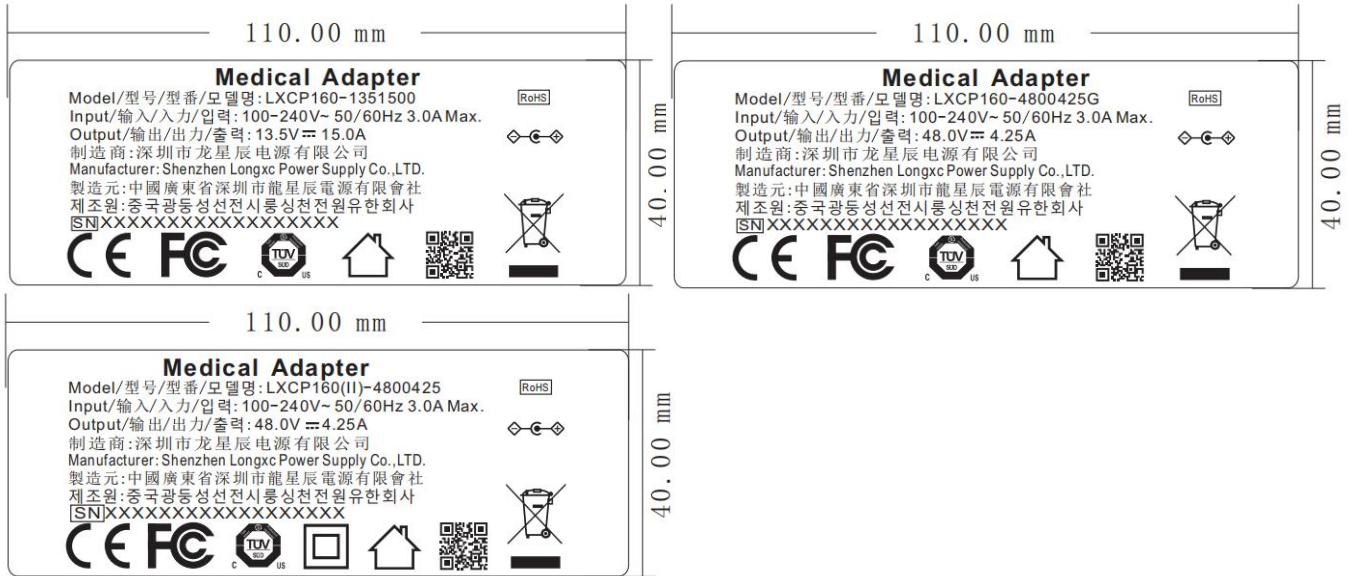 110.00 mm
Medical Adapter
Model/型号/型番/모델명:LXCP160-1351500
RoHS
Input/输入/入力/입력:100-240V~ 50/60Hz 3.0A Max.
Output/输出/出力/출력:13.5V⎓ 15.0A
制造商:深圳市龙星辰电源有限公司
Manufacturer: Shenzhen Longxc Power Supply Co.,LTD.
製造元:中國廣東省深圳市龍星辰電源有限會社
제조원:중국광둥성선전시룽싱천전원유한회사
SN XXXXXXXXXXXXXXXXXX
CE FC TÜV SÜD C US
40.00 mm
110.00 mm
Medical Adapter
Model/型号/型番/모델명:LXCP160-4800425G
RoHS
Input/输入/入力/입력:100-240V~ 50/60Hz 3.0A Max.
Output/输出/出力/출력:48.0V⎓ 4.25A
制造商:深圳市龙星辰电源有限公司
Manufacturer: Shenzhen Longxc Power Supply Co.,LTD.
製造元:中國廣東省深圳市龍星辰電源有限會社
제조원:중국광둥성선전시룽싱천전원유한회사
SN XXXXXXXXXXXXXXXXXX
CE FC TÜV SÜD C US
40.00 mm
110.00 mm
Medical Adapter
Model/型号/型番/모델명:LXCP160(II)-4800425
RoHS
Input/输入/入力/입력:100-240V~ 50/60Hz 3.0A Max.
Output/输出/出力/출력:48.0V ⎓4.25A
制造商:深圳市龙星辰电源有限公司
Manufacturer: Shenzhen Longxc Power Supply Co.,LTD.
製造元:中國廣東省深圳市龍星辰電源有限會社
제조원:중국광둥성선전시룽싱천전원유한회사
SN XXXXXXXXXXXXXXXXXX
CE FC TÜV SÜD C US
40.00 mm